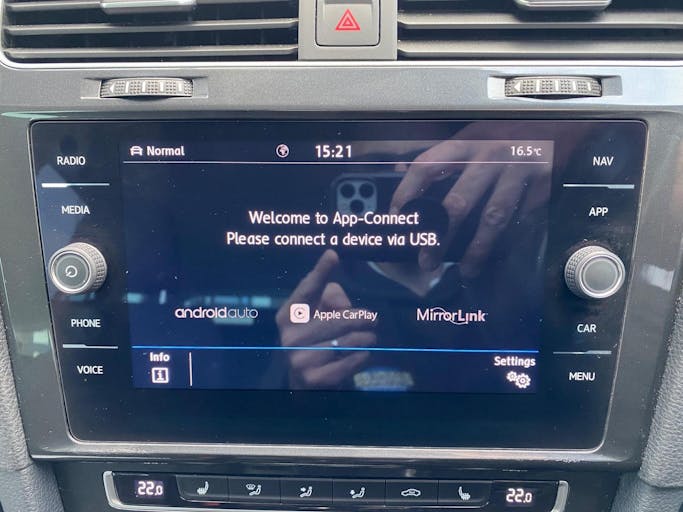 Normal 15:21 16.5°C
RADIO
NAV
MEDIA
APP
Welcome to App-Connect
Please connect a device via USB.
androidauto Apple CarPlay MirrorLink
PHONE
CAR
Info Settings
VOICE
MENU
22.0 22.0